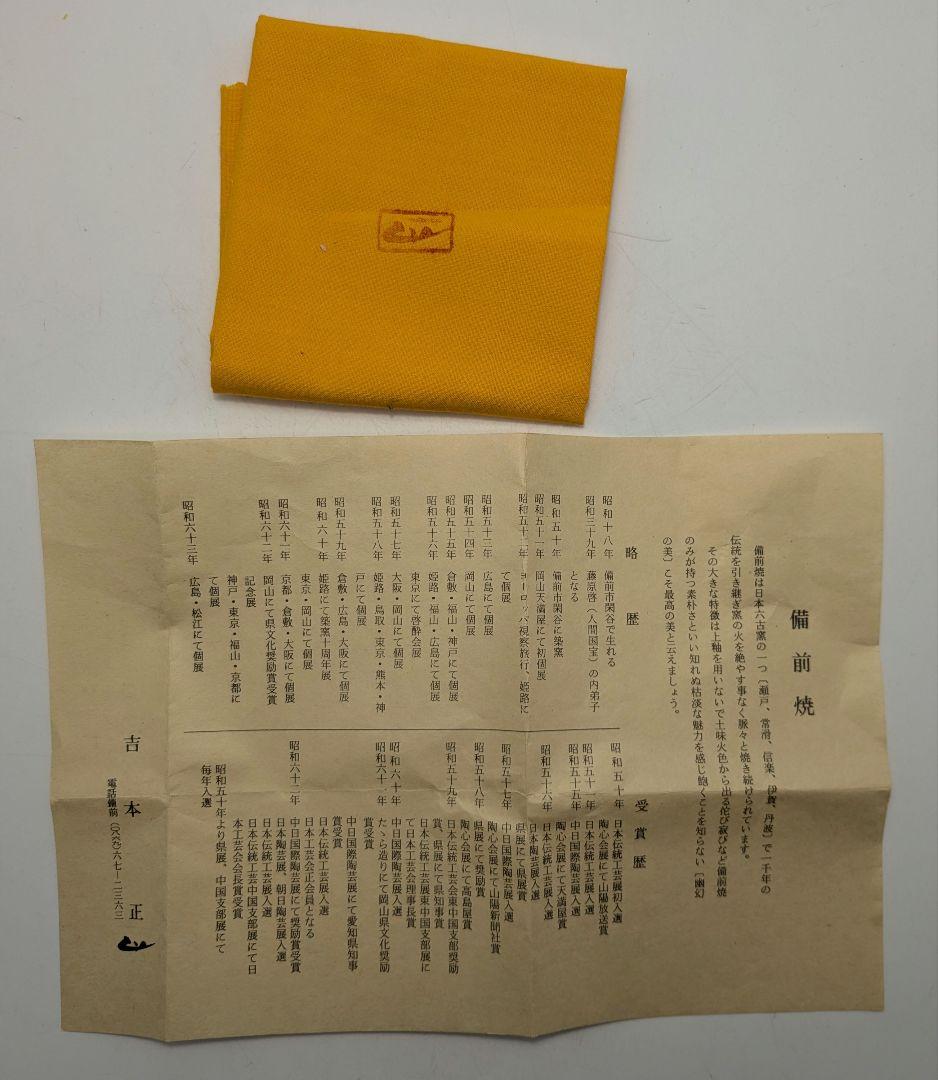 備前焼
備前焼は日本六古窯の一つ〔瀬戸、常滑、信楽、伊賀、丹波〕で一千年の
伝統を引き継ぎ窯の火を絶やす事なく脈々と焼き続けられています。
その大きな特徴は上釉を用いないで土味火色から出る侘び寂びなど備前焼
のみが持つ素朴さといい知れぬ枯淡な魅力を感じ飽くことを知らない〔幽幻
の美〕こそ最高の美と云えましょう。
略歴
昭和十八年 備前市閑谷で生れる
昭和三十九年 藤原啓（人間国宝）の内弟子
となる
昭和五十年 備前市閑谷に築窯
昭和五十一年 岡山天満屋にて初個展
昭和五十二年 ヨーロッパ視察旅行、姫路に
て個展
昭和五十三年 広島にて個展
昭和五十四年 岡山にて個展
昭和五十五年 倉敷・福山・神戸にて個展
昭和五十六年 姫路・福山・広島にて個展
東京にて啓酔会展
昭和五十七年 大阪・岡山にて個展
昭和五十八年 姫路・鳥取・東京・熊本・神
戸にて個展
昭和五十九年 倉敷・広島・大阪にて個展
昭和六十年 姫路にて築窯十周年展
東京・岡山にて個展
昭和六十一年 京都・倉敷・大阪にて個展
昭和六十二年 岡山にて県文化奨励賞受賞
記念展
神戸・東京・福山・京都に
て個展
昭和六十三年 広島・松江にて個展
受賞歴
昭和五十年 日本伝統工芸展初入選
陶心会展にて山陽放送賞
昭和五十一年 日本伝統工芸展入選
昭和五十五年 中日国際陶芸展入選
陶心会展にて天満屋賞
昭和五十六年 日本伝統工芸展入選
日本陶芸展入選
県展にて県展賞
昭和五十七年 中日国際陶芸展入選
陶心会展にて山陽新聞社賞
昭和五十八年 県展にて奨励賞
陶心会展にて高島屋賞
昭和五十九年 日本伝統工芸会東中国支部奨励
賞、県展にて県知事賞
日本伝統工芸展東中国支部展に
て日本工芸会理事長賞
昭和六十年 中日国際陶芸展入選
昭和六十一年 たゝら造りにて岡山県文化奨励
賞受賞
中日国際陶芸展にて愛知県知事
賞受賞
日本伝統工芸展入選
日本工芸会正会員となる
昭和六十二年 中日国際陶芸展にて奨励賞受賞
日本陶芸展、朝日陶芸展入選
日本伝統工芸展入選
日本伝統工芸中国支部展にて日
本工芸会会長賞受賞
昭和五十年より県展、中国支部展にて
毎年入選
吉本正
電話備前（〇八六九）六七-二三六三